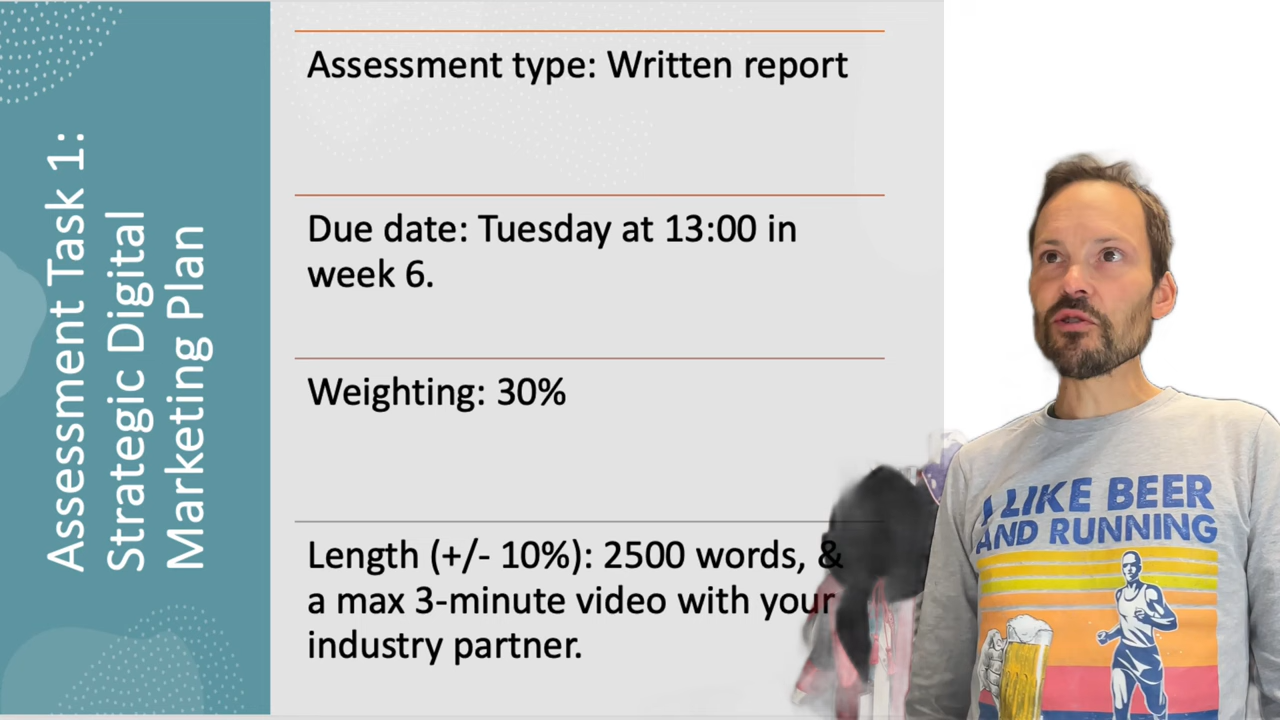 Assessment Task 1:
Strategic Digital
Marketing Plan
Assessment type: Written report
Due date: Tuesday at 13:00 in
week 6.
Weighting: 30%
Length (+/- 10%): 2500 words, &
a max 3-minute video with your
industry partner.
I LIKE BEER
AND RUNNING